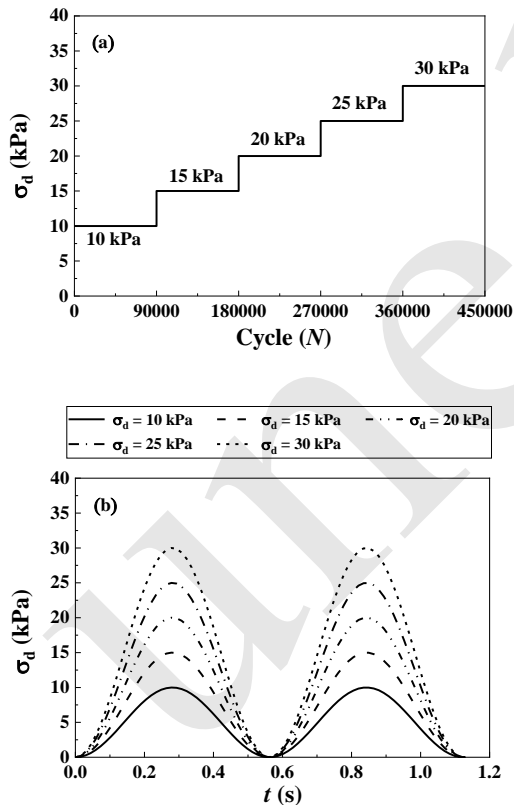 (a)
40
35
30
25
20
15
10
5
0
σd (kPa)
10 kPa
15 kPa
20 kPa
25 kPa
30 kPa
0 90000 180000 270000 360000 450000
Cycle (N)
σd = 10 kPa σd = 15 kPa σd = 20 kPa
σd = 25 kPa σd = 30 kPa
(b)
40
35
30
25
20
15
10
5
0
σd (kPa)
0.0 0.2 0.4 0.6 0.8 1.0 1.2
t (s)